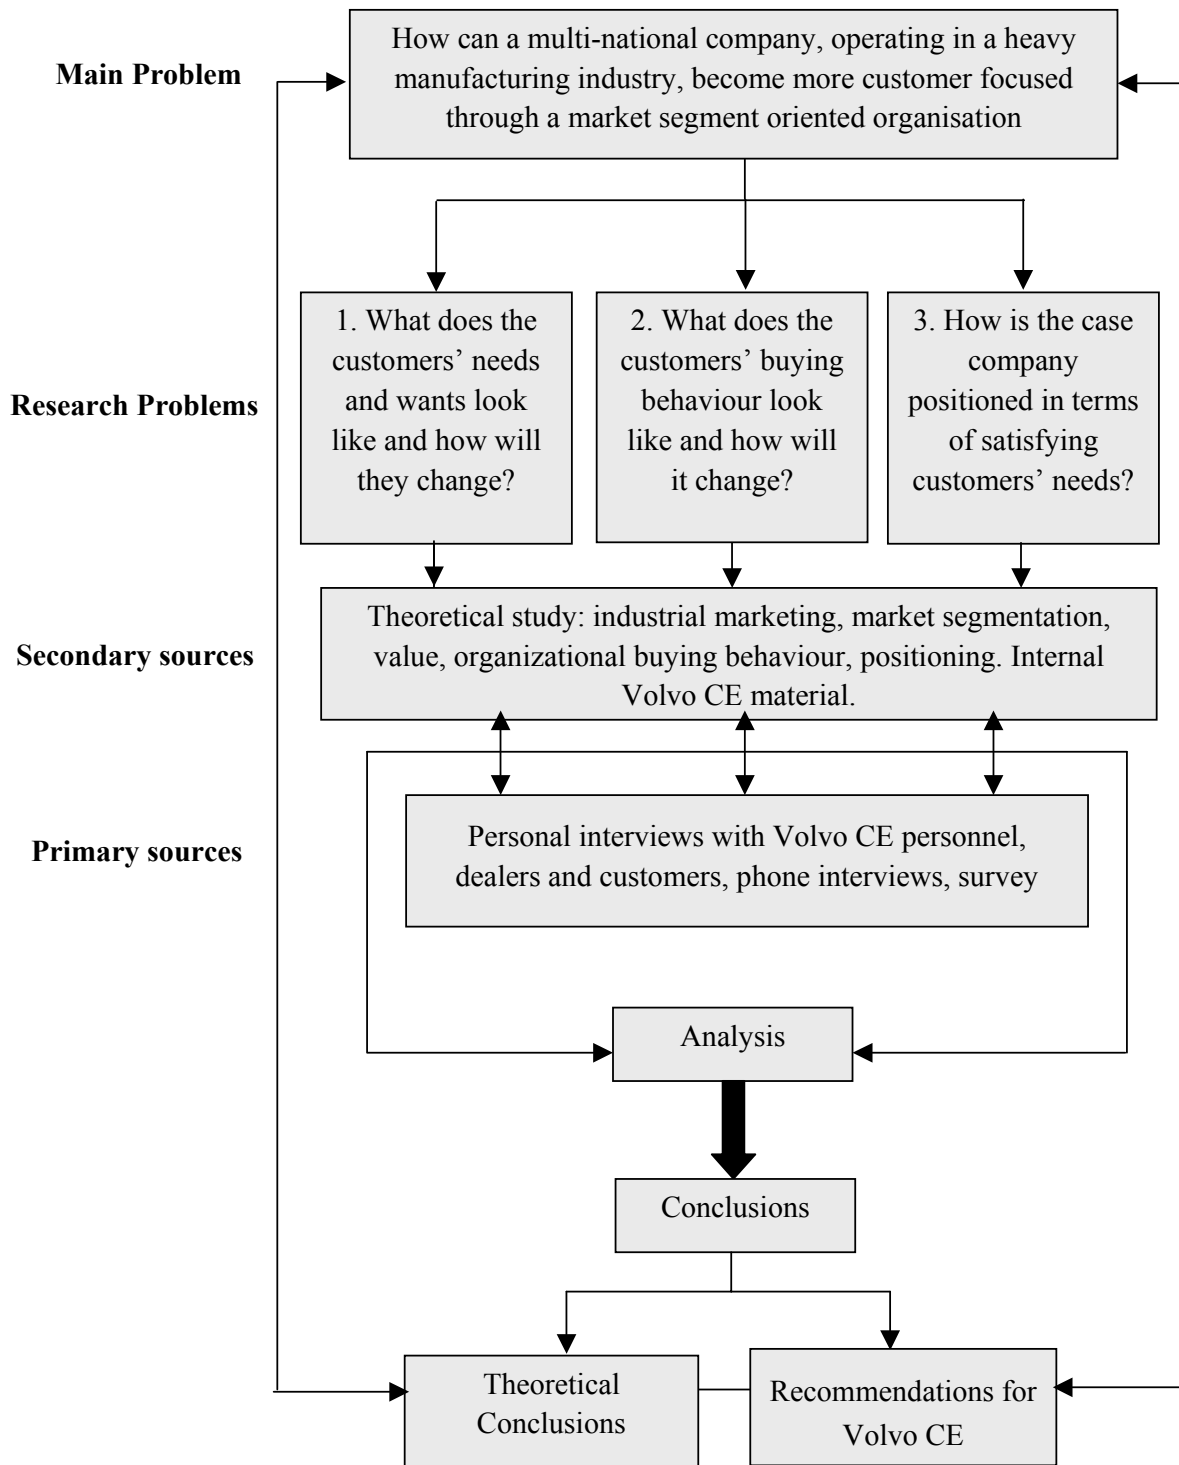 Main Problem
How can a multi-national company, operating in a heavy
manufacturing industry, become more customer focused
through a market segment oriented organisation
Research Problems
1. What does the
customers’ needs
and wants look
like and how will
they change?
2. What does the
customers’ buying
behaviour look
like and how will
it change?
3. How is the case
company
positioned in terms
of satisfying
customers’ needs?
Secondary sources
Theoretical study: industrial marketing, market segmentation,
value, organizational buying behaviour, positioning. Internal
Volvo CE material.
Primary sources
Personal interviews with Volvo CE personnel,
dealers and customers, phone interviews, survey
Analysis
Conclusions
Theoretical
Conclusions
Recommendations for
Volvo CE